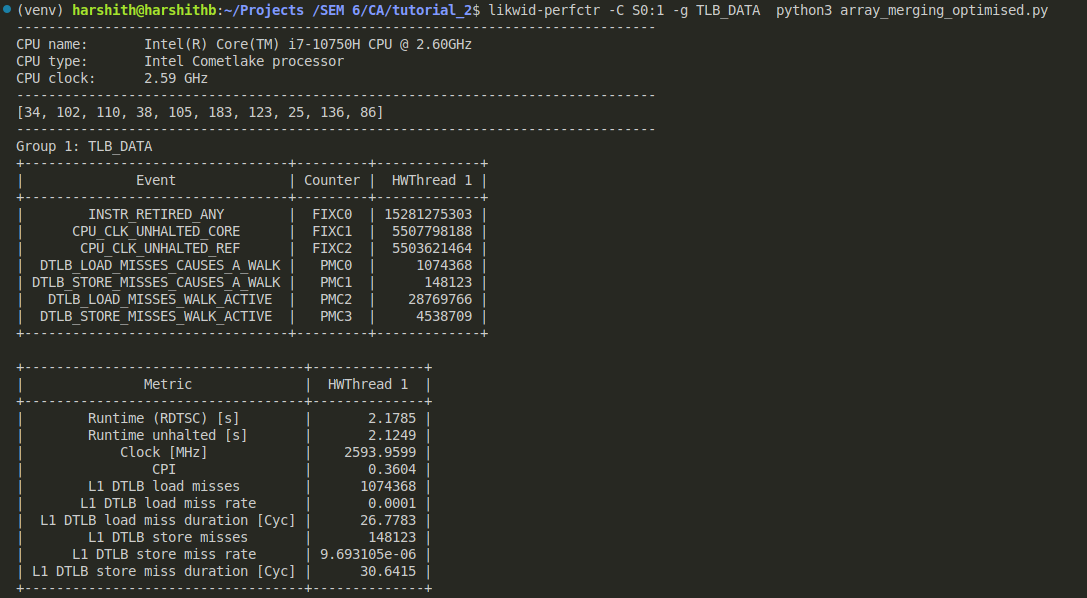 (venv) harshith@harshithb:~/Projects /SEM 6/CA/tutorial_2$ likwid-perfctr -C S0:1 -g TLB_DATA  python3 array_merging_optimised.py
--------------------------------------------------------------------------------
CPU name:       Intel(R) Core(TM) i7-10750H CPU @ 2.60GHz
CPU type:       Intel Cometlake processor
CPU clock:      2.59 GHz
--------------------------------------------------------------------------------
[34, 102, 110, 38, 105, 183, 123, 25, 136, 86]
--------------------------------------------------------------------------------
Group 1: TLB_DATA
+---------------------------------+---------+-------------+
|              Event              | Counter |  HWThread 1 |
+---------------------------------+---------+-------------+
|        INSTR_RETIRED_ANY        |  FIXC0  | 15281275303 |
|      CPU_CLK_UNHALTED_CORE      |  FIXC1  |  5507798188 |
|       CPU_CLK_UNHALTED_REF      |  FIXC2  |  5503621464 |
|  DTLB_LOAD_MISSES_CAUSES_A_WALK |   PMC0  |     1074368 |
| DTLB_STORE_MISSES_CAUSES_A_WALK |   PMC1  |      148123 |
|   DTLB_LOAD_MISSES_WALK_ACTIVE  |   PMC2  |    28769766 |
|  DTLB_STORE_MISSES_WALK_ACTIVE  |   PMC3  |     4538709 |
+---------------------------------+---------+-------------+

+-----------------------------------+--------------+
|               Metric              |  HWThread 1  |
+-----------------------------------+--------------+
|        Runtime (RDTSC) [s]        |       2.1785 |
|        Runtime unhalted [s]       |       2.1249 |
|            Clock [MHz]            |    2593.9599 |
|                CPI                |       0.3604 |
|        L1 DTLB load misses        |      1074368 |
|       L1 DTLB load miss rate      |       0.0001 |
|  L1 DTLB load miss duration [Cyc] |      26.7783 |
|        L1 DTLB store misses       |       148123 |
|      L1 DTLB store miss rate      | 9.693105e-06 |
| L1 DTLB store miss duration [Cyc] |      30.6415 |
+-----------------------------------+--------------+